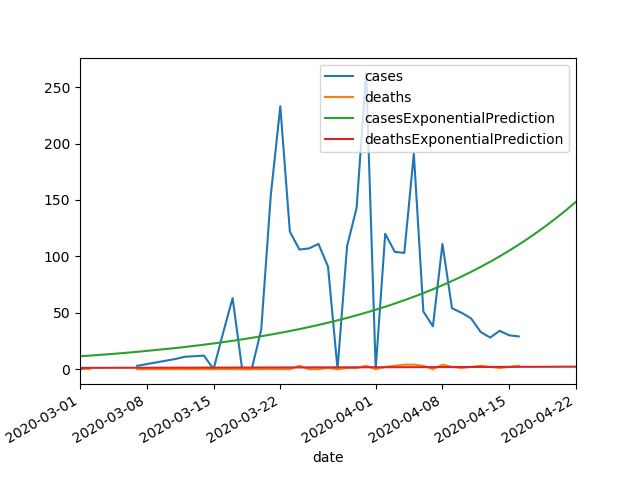 250
200
150
100
50
0
cases
deaths
casesExponentialPrediction
deathsExponentialPrediction
2020-03-01
2020-03-08
2020-03-15
2020-03-22
2020-04-01
2020-04-08
2020-04-15
2020-04-22
date